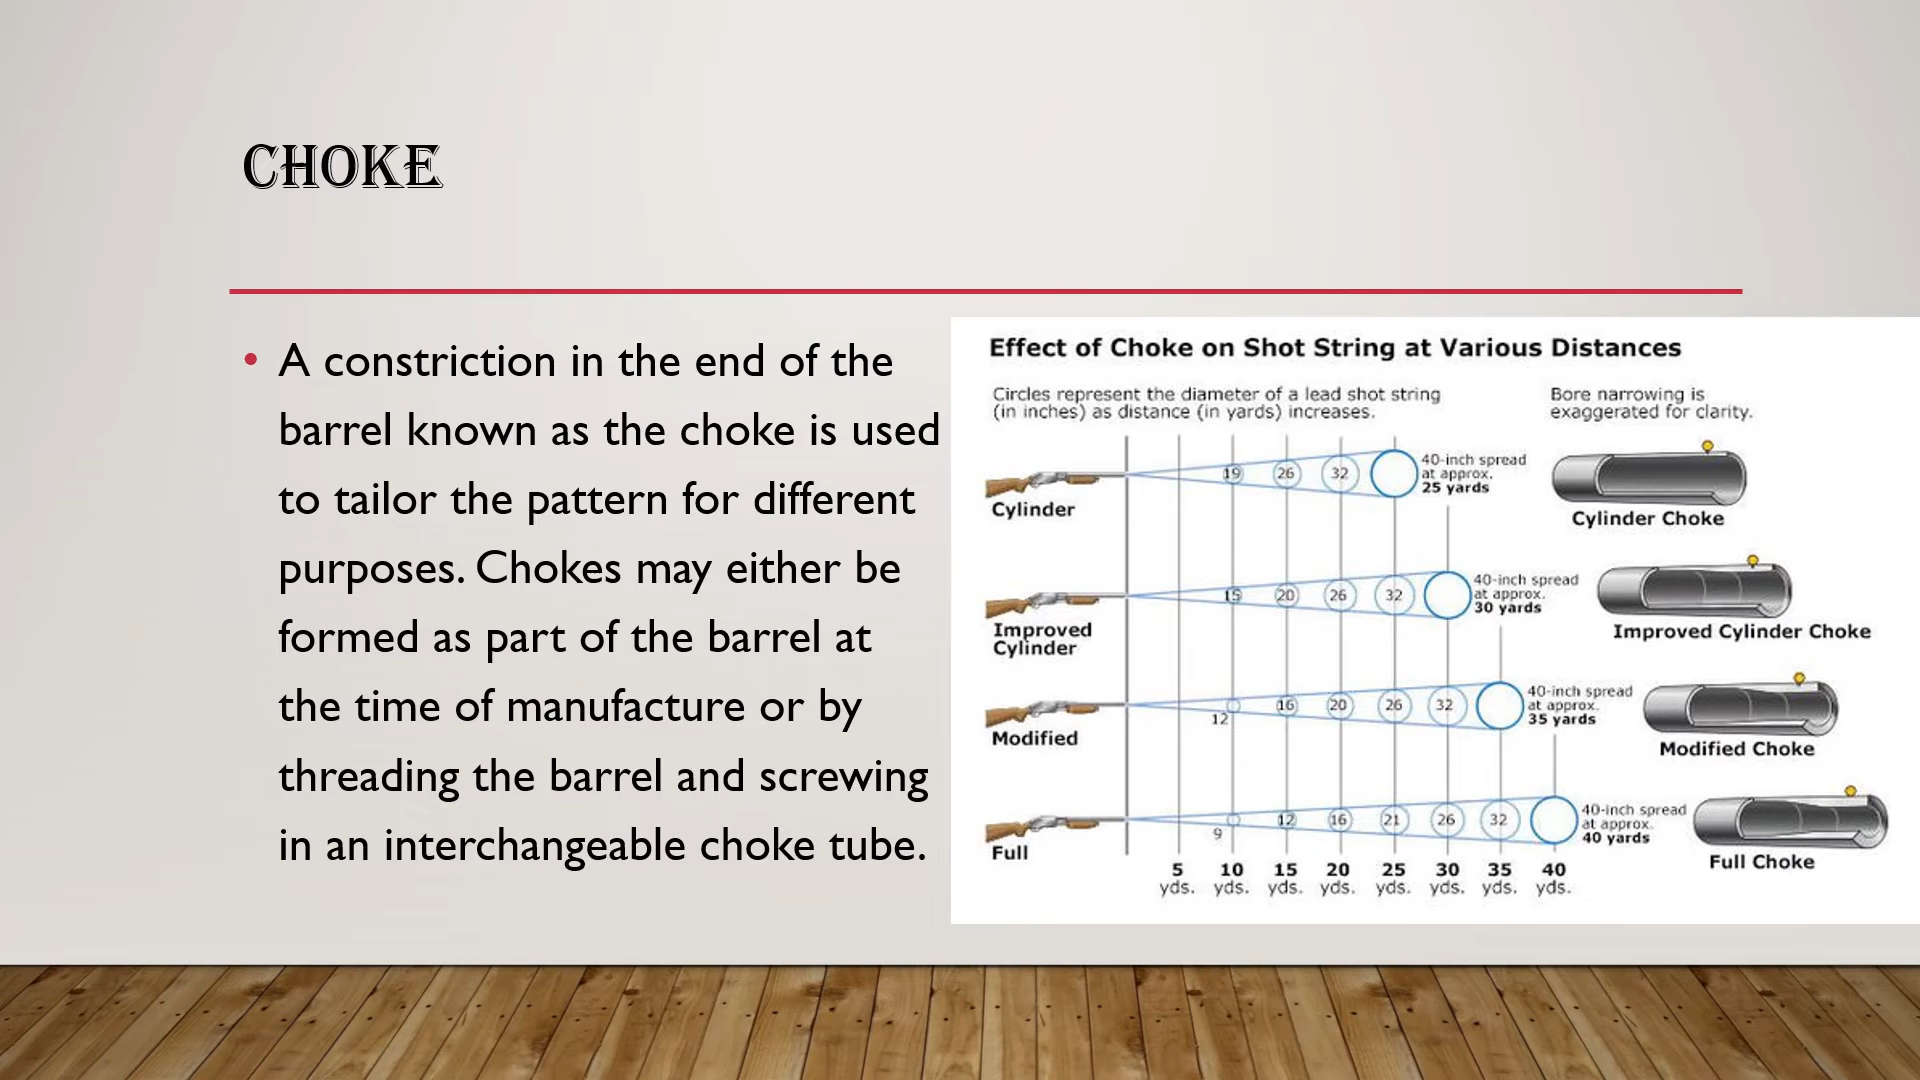 CHOKE
• A constriction in the end of the
barrel known as the choke is used
to tailor the pattern for different
purposes. Chokes may either be
formed as part of the barrel at
the time of manufacture or by
threading the barrel and screwing
in an interchangeable choke tube.
Effect of Choke on Shot String at Various Distances
Circles represent the diameter of a lead shot string
(in inches) as distance (in yards) increases.
Bore narrowing is
exaggerated for clarity.
19 26 32
40-inch spread
at approx.
25 yards
Cylinder
Cylinder Choke
15 20 26 32
40-inch spread
at approx.
30 yards
Improved
Cylinder
Improved Cylinder Choke
12 16 20 26 32
40-inch spread
at approx.
35 yards
Modified
Modified Choke
9 12 16 21 26 32
40-inch spread
at approx.
40 yards
Full
Full Choke
5 10 15 20 25 30 35 40
yds. yds. yds. yds. yds. yds. yds. yds.